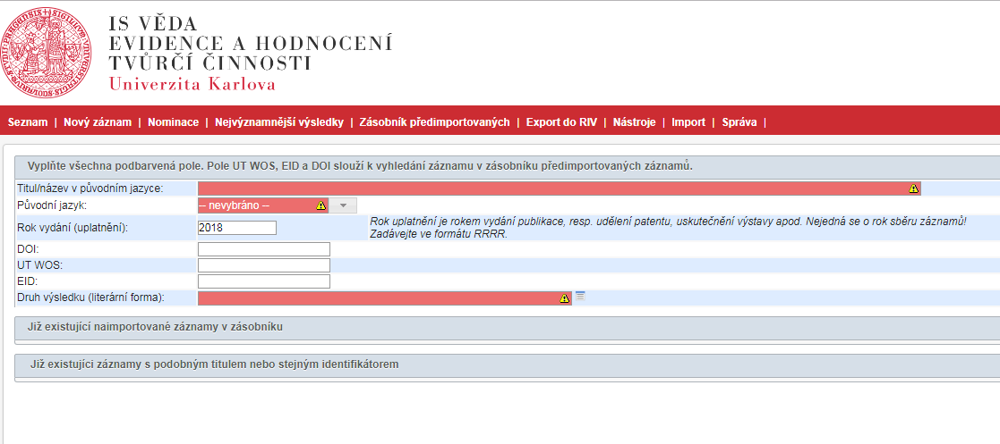 IS VĚDA
EVIDENCE A HODNOCENÍ
TVŮRČÍ ČINNOSTI
Univerzita Karlova
Seznam | Nový záznam | Nominace | Nejvýznamnější výsledky | Zásobník předimportovaných | Export do RIV | Nástroje | Import | Správa |
Vyplňte všechna podbarvená pole. Pole UT WOS, EID a DOI slouží k vyhledání záznamu v zásobníku předimportovaných záznamů.
Titul/název v původním jazyce:
Původní jazyk: -- nevybráno --
Rok vydání (uplatnění): 2018 Rok uplatnění je rokem vydání publikace, resp. udělení patentu, uskutečnění výstavy apod. Nejedná se o rok sběru záznamů!
Zadávejte ve formátu RRRR.
DOI:
UT WOS:
EID:
Druh výsledku (literární forma):
Již existující naimportované záznamy v zásobníku
Již existujíci záznamy s podobným titulem nebo stejným identifikátorem